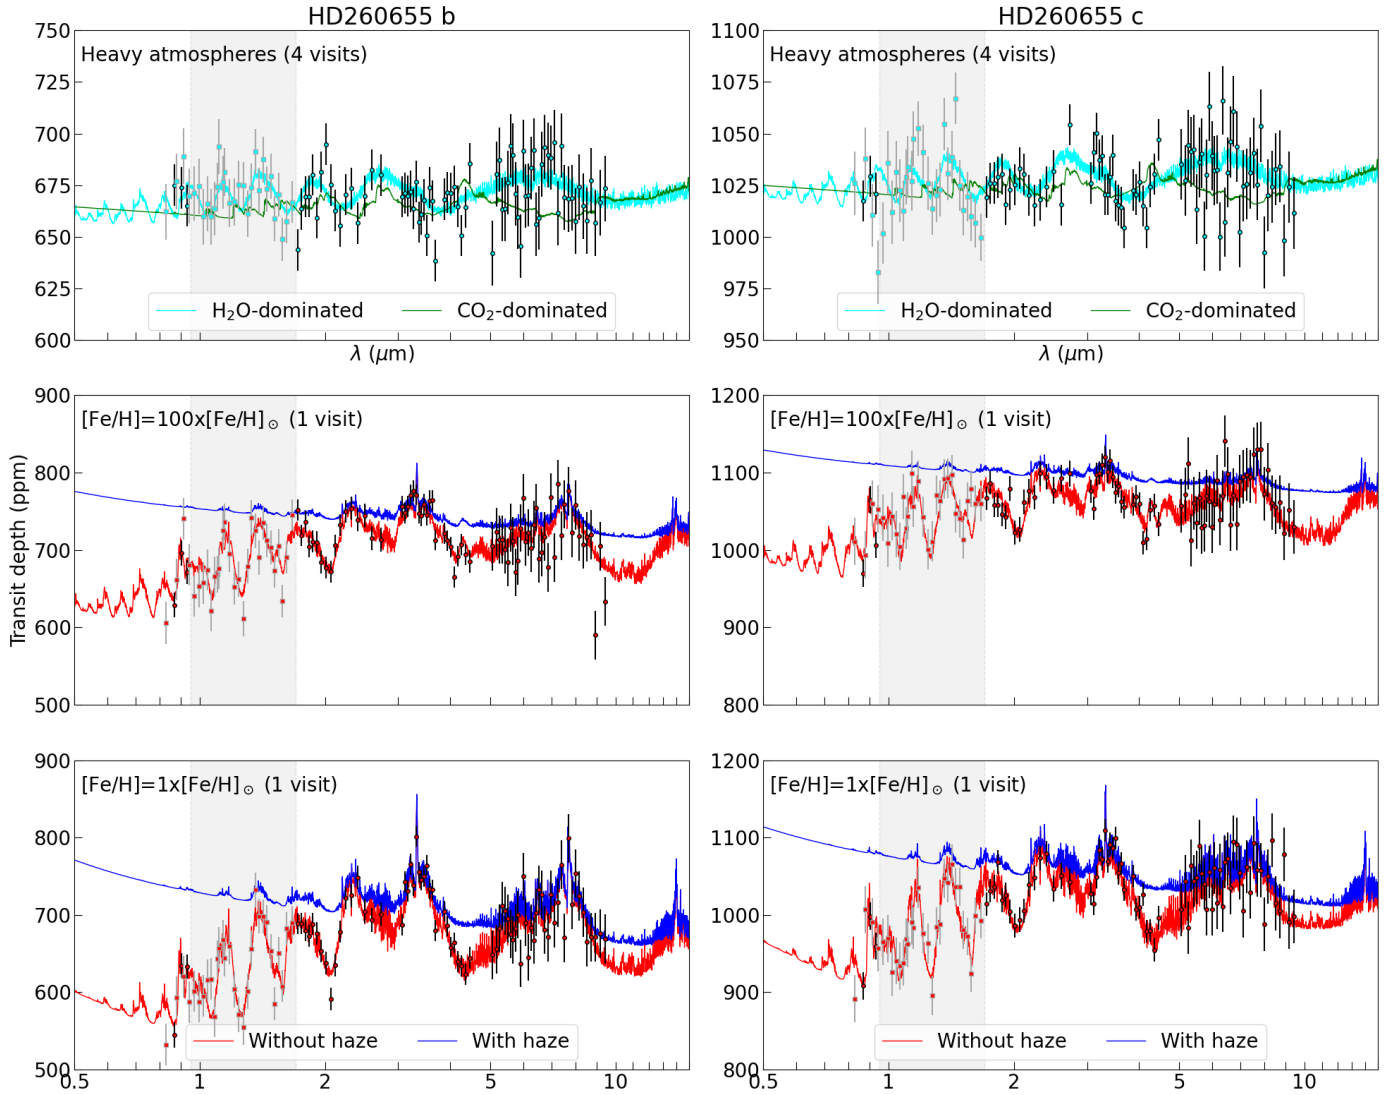 HD260655 b
HD260655 c
750
725
700
675
650
625
600
Heavy atmospheres (4 visits)
H₂O-dominated
CO₂-dominated
λ (μm)
1100
1075
1050
1025
1000
975
950
Heavy atmospheres (4 visits)
H₂O-dominated
CO₂-dominated
λ (μm)
Transit depth (ppm)
900
800
700
600
500
[Fe/H]=100x[Fe/H]⊙ (1 visit)
1200
1100
1000
900
800
[Fe/H]=100x[Fe/H]⊙ (1 visit)
900
800
700
600
500
[Fe/H]=1x[Fe/H]⊙ (1 visit)
Without haze
With haze
0.5
1
2
5
10
1200
1100
1000
900
800
[Fe/H]=1x[Fe/H]⊙ (1 visit)
Without haze
With haze
0.5
1
2
5
10